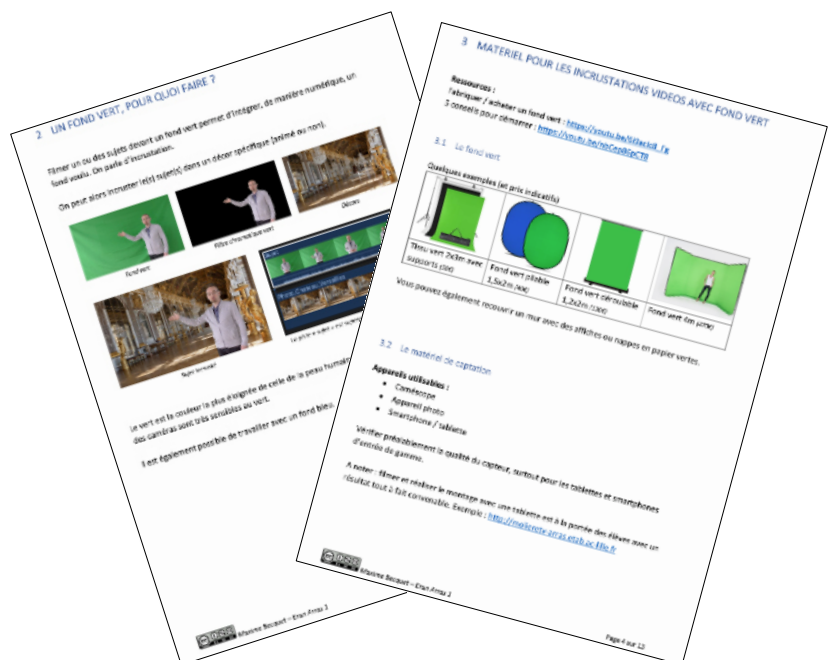 2 UN FOND VERT, POUR QUOI FAIRE ?
Filmer un ou des sujets devant un fond vert permet d'intégrer, de manière numérique, un
fond voulu. On parle d'incrustation.
On peut alors incruster le(s) sujet(s) dans un décor spécifique (animé ou non).
Fond vert
Filtre chromatique vert
Décors
Sujet incrusté
Le vert est la couleur la plus éloignée de celle de la peau humaine
des caméras sont très sensibles au vert.
Il est également possible de travailler avec un fond bleu.
Maxime Becquet – Eran Arras 1
3 MATERIEL POUR LES INCRUSTATIONS VIDEOS AVEC FOND VERT
Ressources :
Fabriquer / acheter un fond vert :
5 conseils pour démarrer :
3.1 Le fond vert
Quelques exemples (et prix indicatifs)
Tissu vert 2x3m avec
supports
Fond vert pliable
1,5x2m
Fond vert déroulable
1,2x2m
Fond vert 4m
Vous pouvez également recouvrir un mur avec des affiches ou nappes en papier vertes.
3.2 Le matériel de captation
Appareils utilisables :
• Caméscope
• Appareil photo
• Smartphone / tablette
Vérifier préalablement la qualité du capteur, surtout pour les tablettes et smartphones
d'entrée de gamme.
A noter : filmer et réaliser le montage avec une tablette est à la portée des élèves avec un
résultat tout à fait convenable. Exemple :
Maxime Becquet – Eran Arras 1
Page 4 sur 13